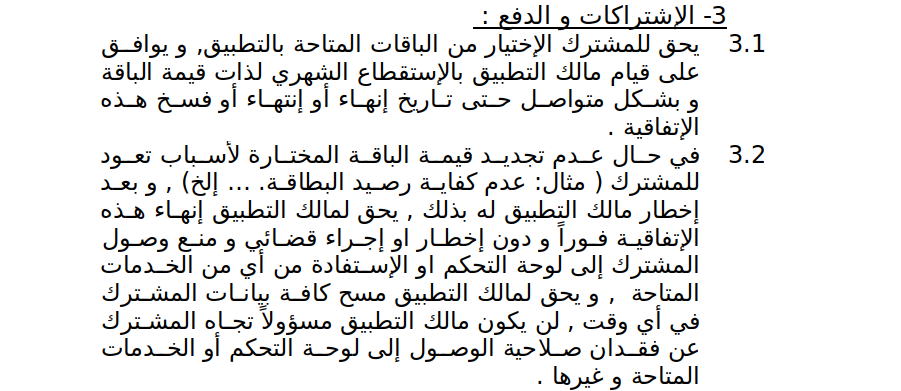 3- الإشتراكات و الدفع :
3.1 يحق للمشترك الإختيار من الباقات المتاحة بالتطبيق, و يوافق
على قيام مالك التطبيق بالإستقطاع الشهري لذات قيمة الباقة
و بشكل متواصل حتى تاريخ إنهاء أو إنتهاء أو فسخ هذه
الإتفاقية .
3.2 في حال عدم تجديد قيمة الباقة المختارة لأسباب تعود
للمشترك ( مثال: عدم كفاية رصيد البطاقة. ... إلخ) , و بعد
إخطار مالك التطبيق له بذلك , يحق لمالك التطبيق إنهاء هذه
الإتفاقية فوراً و دون إخطار او إجراء قضائي و منع وصول
المشترك إلى لوحة التحكم او الإستفادة من أي من الخدمات
المتاحة , و يحق لمالك التطبيق مسح كافة بيانات المشترك
في أي وقت , لن يكون مالك التطبيق مسؤولاً تجاه المشترك
عن فقدان صلاحية الوصول إلى لوحة التحكم أو الخدمات
المتاحة و غيرها .